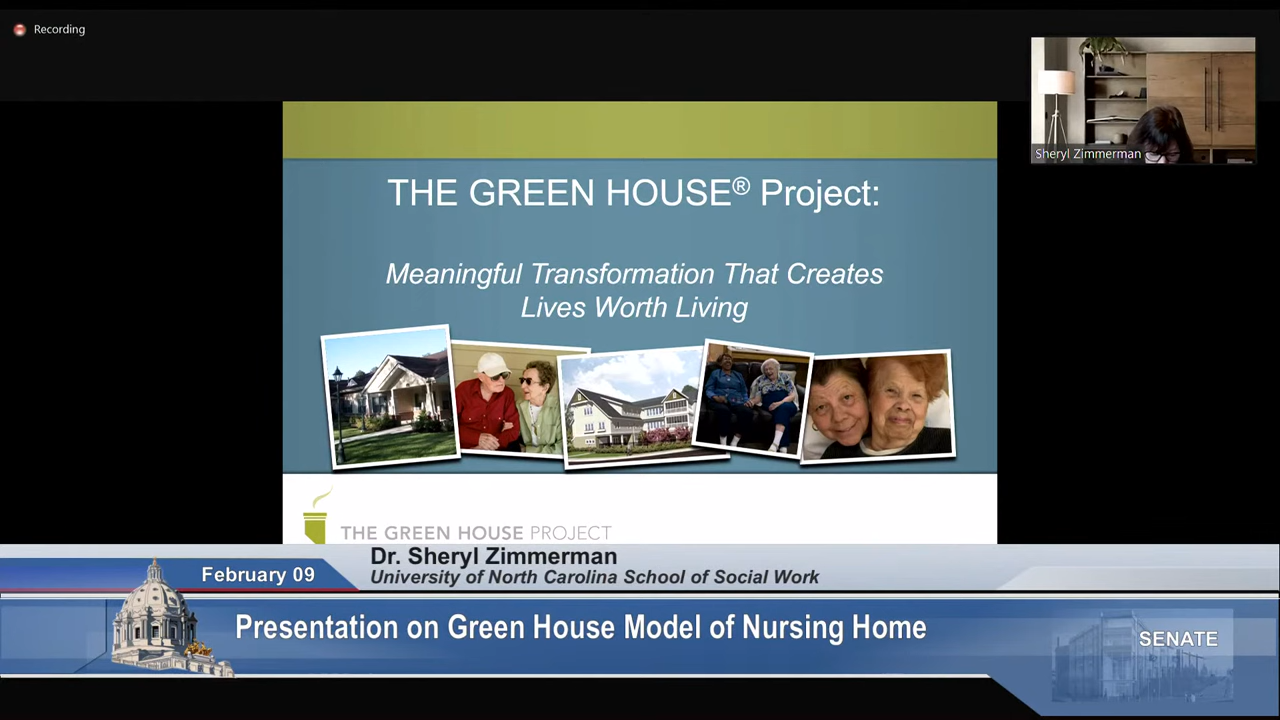 Recording
Sheryl Zimmerman
THE GREEN HOUSE® Project:
Meaningful Transformation That Creates
Lives Worth Living
THE GREEN HOUSE PROJECT
Dr. Sheryl Zimmerman
University of North Carolina School of Social Work
February 09
Presentation on Green House Model of Nursing Home
SENATE